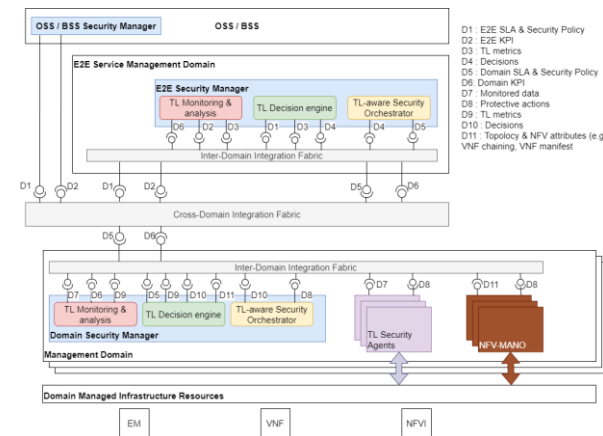 OSS / BSS Security Manager
OSS / BSS
D1 : E2E SLA & Security Policy
D2 : E2E KPI
D3 : TL metrics
D4 : Decisions
D5 : Domain SLA & Security Policy
D6: Domain KPI
D7 : Monitored data
D8 : Protective actions
D9 : TL metrics
D10 : Decisions
D11 : Topolocy & NFV attributes (e.g
VNF chaining, VNF manifest
E2E Service Management Domain
E2E Security Manager
TL Monitoring &
analysis
TL Decision engine
TL-aware Security
Orchestrator
D6 D2 D3 D1 D3 D4 D4 D5
Inter-Domain Integration Fabric
D1 D2 D1 D2 D5 D6
Cross-Domain Integration Fabric
D5 D6
Inter-Domain Integration Fabric
D7 D6 D9 D5 D9 D10 D11 D10 D8 D7 D8 D11 D8
TL Monitoring &
analysis
TL Decision engine
TL-aware Security
Orchestrator
Domain Security Manager
TL Security
Agents
NFV-MANO
Management Domain
Domain Managed Infrastructure Resources
EM
VNF
NFVI